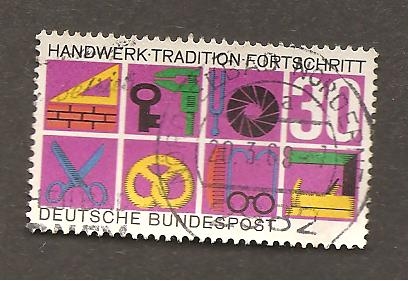 HANDWERK·TRADITION·FORTSCHRITT
30
DEUTSCHE BUNDESPOST